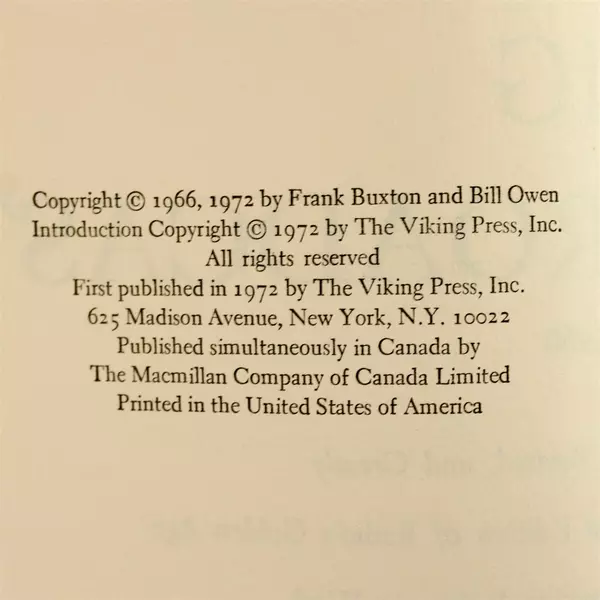 Copyright © 1966, 1972 by Frank Buxton and Bill Owen
Introduction Copyright © 1972 by The Viking Press, Inc.
All rights reserved
First published in 1972 by The Viking Press, Inc.
625 Madison Avenue, New York, N.Y. 10022
Published simultaneously in Canada by
The Macmillan Company of Canada Limited
Printed in the United States of America